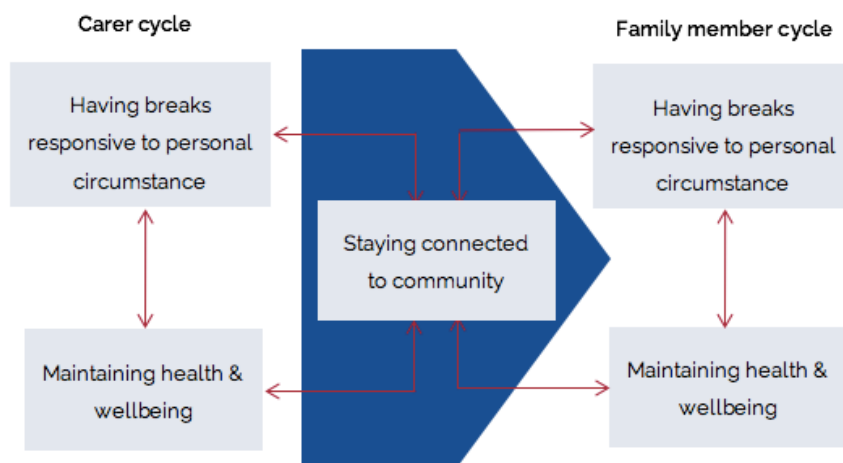 Carer cycle
Having breaks
responsive to personal
circumstance
Maintaining health &
wellbeing
Staying connected
to community
Family member cycle
Having breaks
responsive to personal
circumstance
Maintaining health &
wellbeing